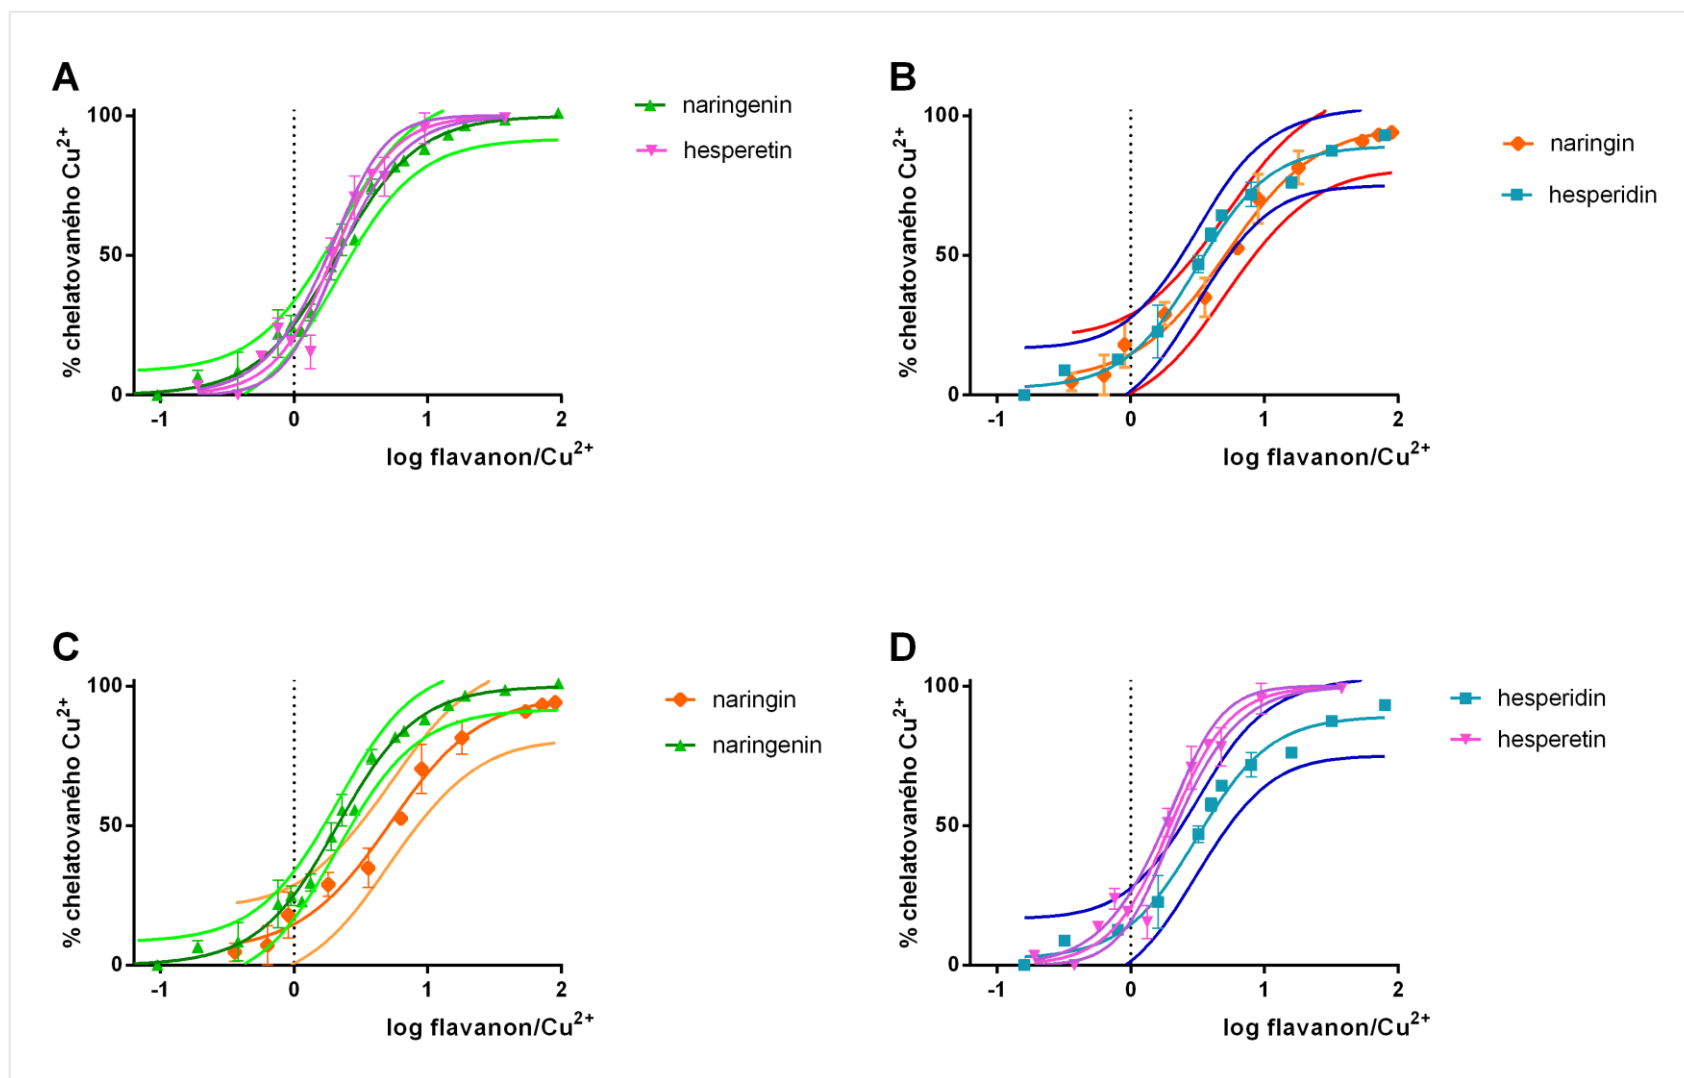 A
naringenin
hesperetin
% chelatovaného Cu²⁺
100
50
0
-1 0 1 2
log flavanon/Cu²⁺
B
naringin
hesperidin
% chelatovaného Cu²⁺
100
50
0
-1 0 1 2
log flavanon/Cu²⁺
C
naringin
naringenin
% chelatovaného Cu²⁺
100
50
0
-1 0 1 2
log flavanon/Cu²⁺
D
hesperidin
hesperetin
% chelatovaného Cu²⁺
100
50
0
-1 0 1 2
log flavanon/Cu²⁺